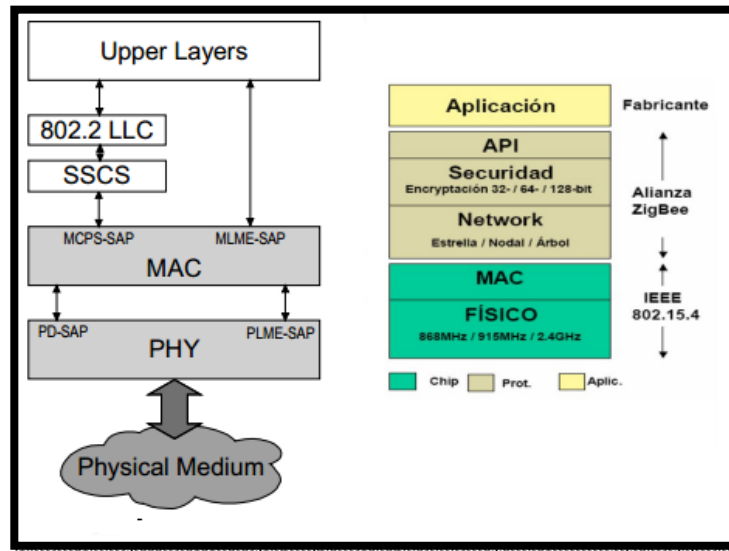 Upper Layers
802.2 LLC
SSCS
MCPS-SAP
MLME-SAP
MAC
PD-SAP
PLME-SAP
PHY
Physical Medium
-
Aplicación
Fabricante
API
Securidad
Encryptación 32- / 64- / 128-bit
Alianza
ZigBee
Network
Estrella / Nodal / Árbol
MAC
IEEE
802.15.4
FÍSICO
868MHz / 915MHz / 2.4GHz
Chip
Prot.
Aplic.